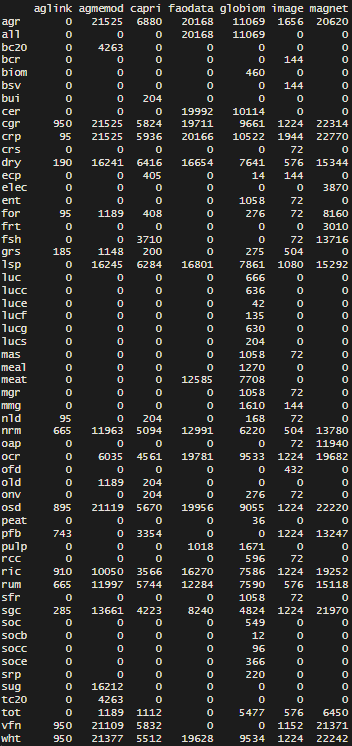 aglink agmemod capri faodata globiom image magnet
agr 0 21525 6880 20168 11069 1656 20620
all 0 0 0 20168 11069 0 0
bc20 0 4263 0 0 0 0 0
bcr 0 0 0 0 0 144 0
biom 0 0 0 0 460 0 0
bsv 0 0 0 0 0 144 0
bui 0 0 204 0 0 0 0
cer 0 0 0 19992 10114 0 0
cgr 950 21525 5824 19711 9661 1224 22314
crp 95 21525 5936 20166 10522 1944 22770
crs 0 0 0 0 0 72 0
dry 190 16241 6416 16654 7641 576 15344
ecp 0 0 405 0 14 144 0
elec 0 0 0 0 0 0 3870
ent 0 0 0 0 1058 72 0
for 95 1189 408 0 276 72 8160
frt 0 0 0 0 0 0 3010
fsh 0 0 3710 0 0 72 13716
grs 185 1148 200 0 275 504 0
lsp 0 16245 6284 16801 7861 1080 15292
luc 0 0 0 0 666 0 0
lucc 0 0 0 0 636 0 0
luce 0 0 0 0 42 0 0
lucf 0 0 0 0 135 0 0
lucg 0 0 0 0 630 0 0
lucs 0 0 0 0 204 0 0
mas 0 0 0 0 1058 72 0
meal 0 0 0 0 1270 0 0
meat 0 0 0 12585 7708 0 0
mgr 0 0 0 0 1058 72 0
mmg 0 0 0 0 1610 144 0
nld 95 0 204 0 168 72 0
nrm 665 11963 5094 12991 6220 504 13780
oap 0 0 0 0 0 72 11940
ocr 0 6035 4561 19781 9533 1224 19682
ofd 0 0 0 0 0 432 0
old 0 1189 204 0 0 0 0
onv 0 0 204 0 276 72 0
osd 895 21119 5670 19956 9055 1224 22220
peat 0 0 0 0 36 0 0
pfb 743 0 3354 0 0 1224 13247
pulp 0 0 0 1018 1671 0 0
rcc 0 0 0 0 596 72 0
ric 910 10050 3566 16270 7586 1224 19252
rum 665 11997 5744 12284 7590 576 15118
sfr 0 0 0 0 1058 72 0
sgc 285 13661 4223 8240 4824 1224 21970
soc 0 0 0 0 549 0 0
socb 0 0 0 0 12 0 0
socc 0 0 0 0 96 0 0
soce 0 0 0 0 366 0 0
srp 0 0 0 0 220 0 0
sug 0 16212 0 0 0 0 0
tc20 0 4263 0 0 0 0 0
tot 0 1189 1112 0 5477 576 6450
vfn 950 21109 5832 0 0 1152 21371
wht 950 21377 5512 19628 9534 1224 22242